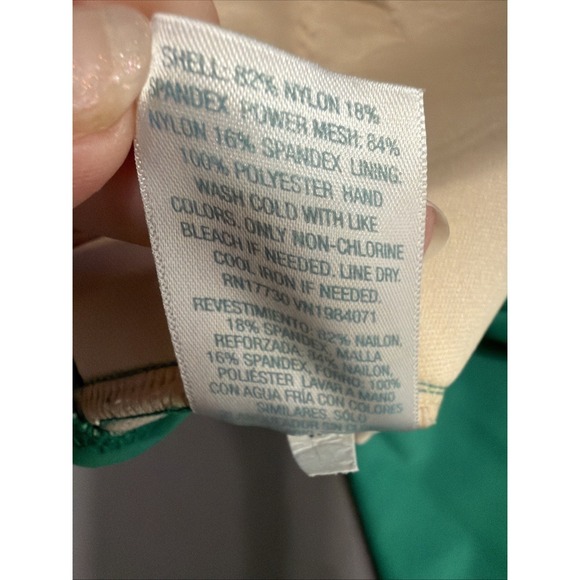 SHELL: 82% NYLON 18%
SPANDEX, POWER MESH: 84%
NYLON 16% SPANDEX LINING:
100% POLYESTER HAND
WASH COLD WITH LIKE
COLORS, ONLY NON-CHLORINE
BLEACH IF NEEDED. LINE DRY.
COOL IRON IF NEEDED.
RN17730 VN1984071
REVESTIMIENTO: 82% NAILON,
18% SPANDEX, MALLA
REFORZADA: 84% NAILON,
16% SPANDEX, FORRO: 100%
POLIÉSTER LAVAR A MANO
CON AGUA FRÍA CON COLORES
SIMILARES, SÓLO